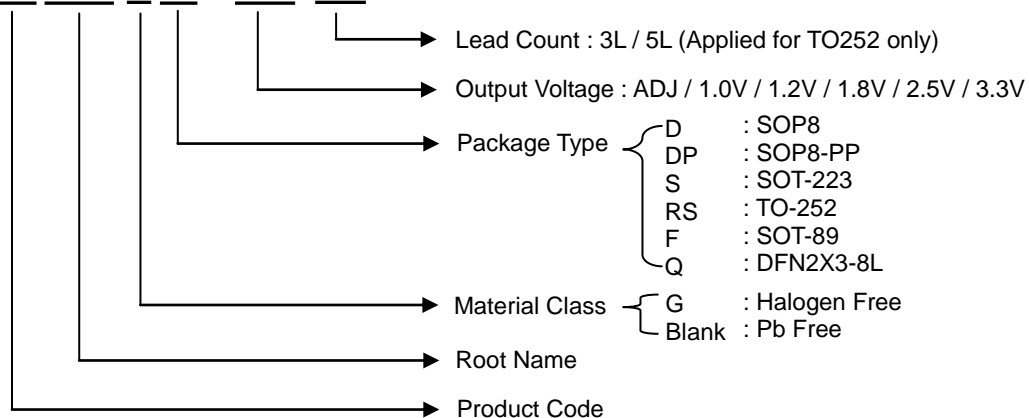 Lead Count : 3L / 5L (Applied for TO252 only)
Output Voltage : ADJ / 1.0V / 1.2V / 1.8V / 2.5V / 3.3V
Package Type
D : SOP8
DP : SOP8-PP
S : SOT-223
RS : TO-252
F : SOT-89
Q : DFN2X3-8L
Material Class
G : Halogen Free
Blank : Pb Free
Root Name
Product Code